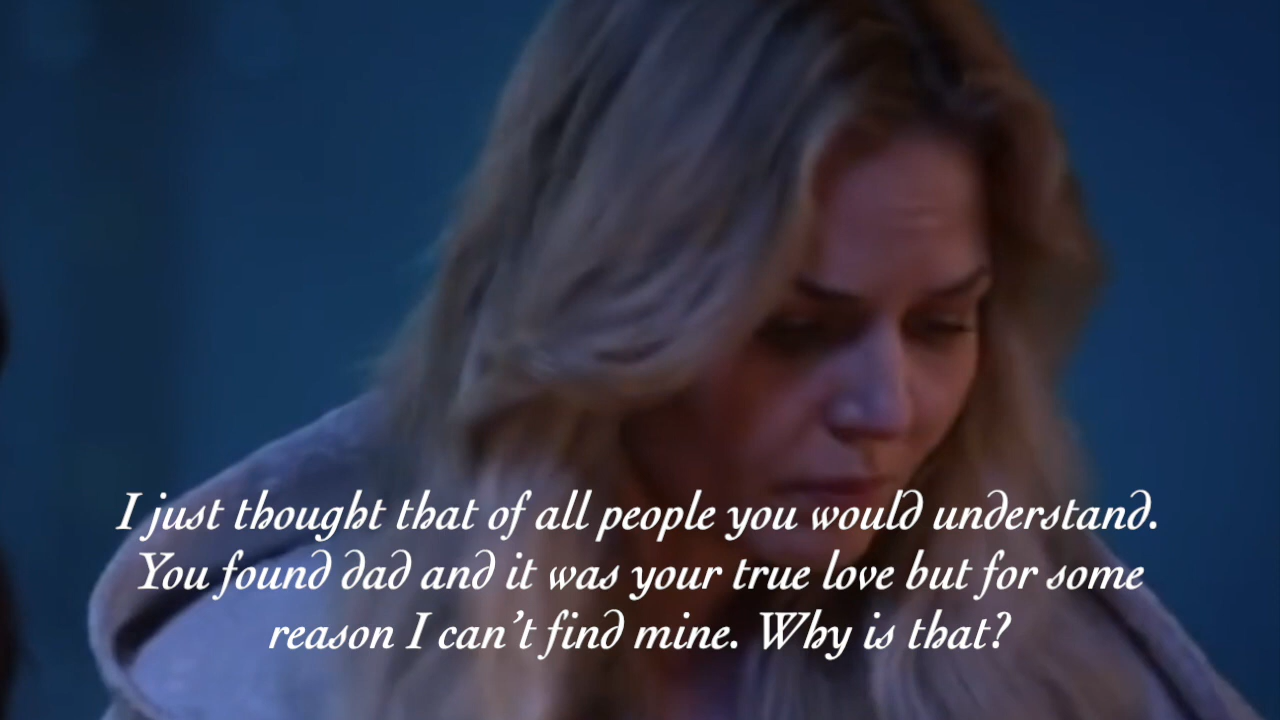 I just thought that of all people you would understand.
You found dad and it was your true love but for some
reason I can't find mine. Why is that?